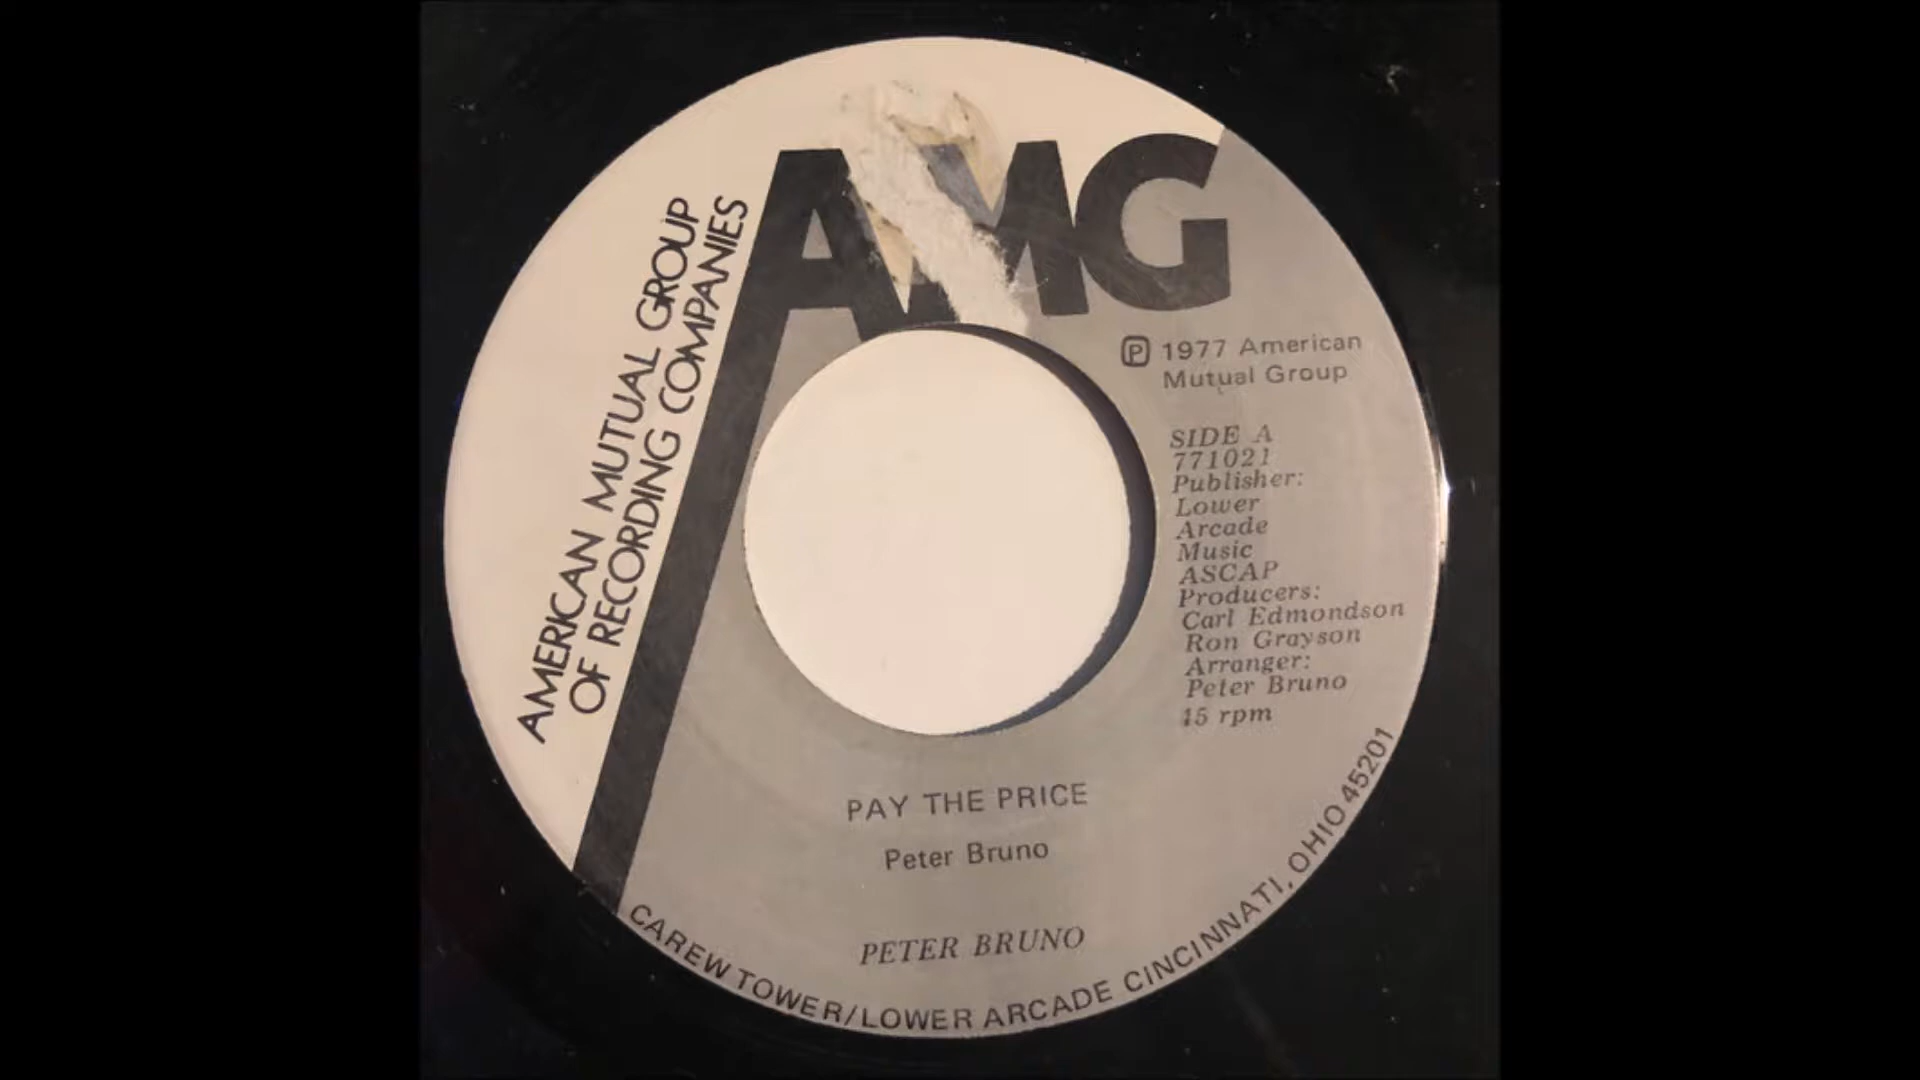 AMG
AMERICAN MUTUAL GROUP
OF RECORDING COMPANIES
℗ 1977 American
Mutual Group
SIDE A
771021
Publisher:
Lower
Arcade
Music
ASCAP
Producers:
Carl Edmondson
Ron Grayson
Arranger:
Peter Bruno
45 rpm
PAY THE PRICE
Peter Bruno
PETER BRUNO
CAREW TOWER/LOWER ARCADE CINCINNATI, OHIO 45201